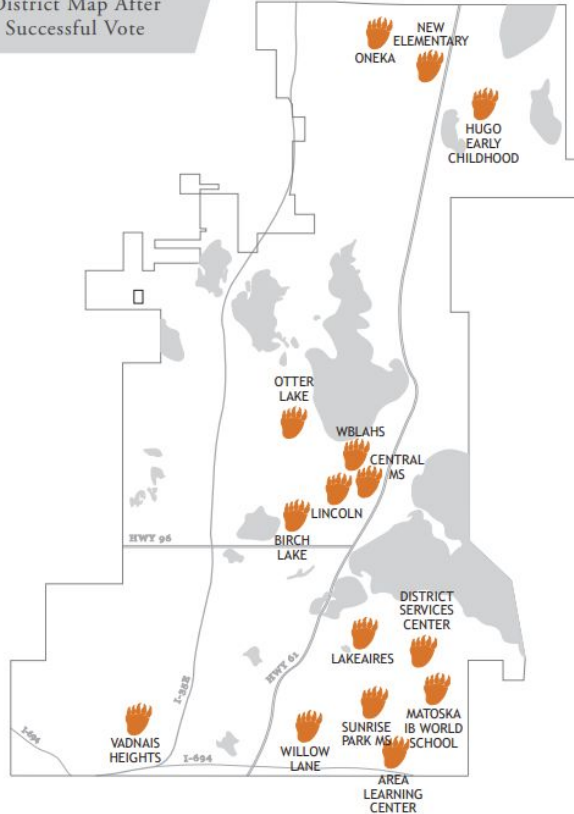 District Map After
Successful Vote
NEW
ELEMENTARY
ONEKA
HUGO
EARLY
CHILDHOOD
OTTER
LAKE
WBLAHS
CENTRAL
MS
LINCOLN
BIRCH
LAKE
HWY 96
DISTRICT
SERVICES
CENTER
LAKEAIRES
HWY 61
I-35E
MATOSKA
IB WORLD
SCHOOL
SUNRISE
PARK MS
VADNAIS
HEIGHTS
WILLOW
LANE
I-694
I-694
AREA
LEARNING
CENTER